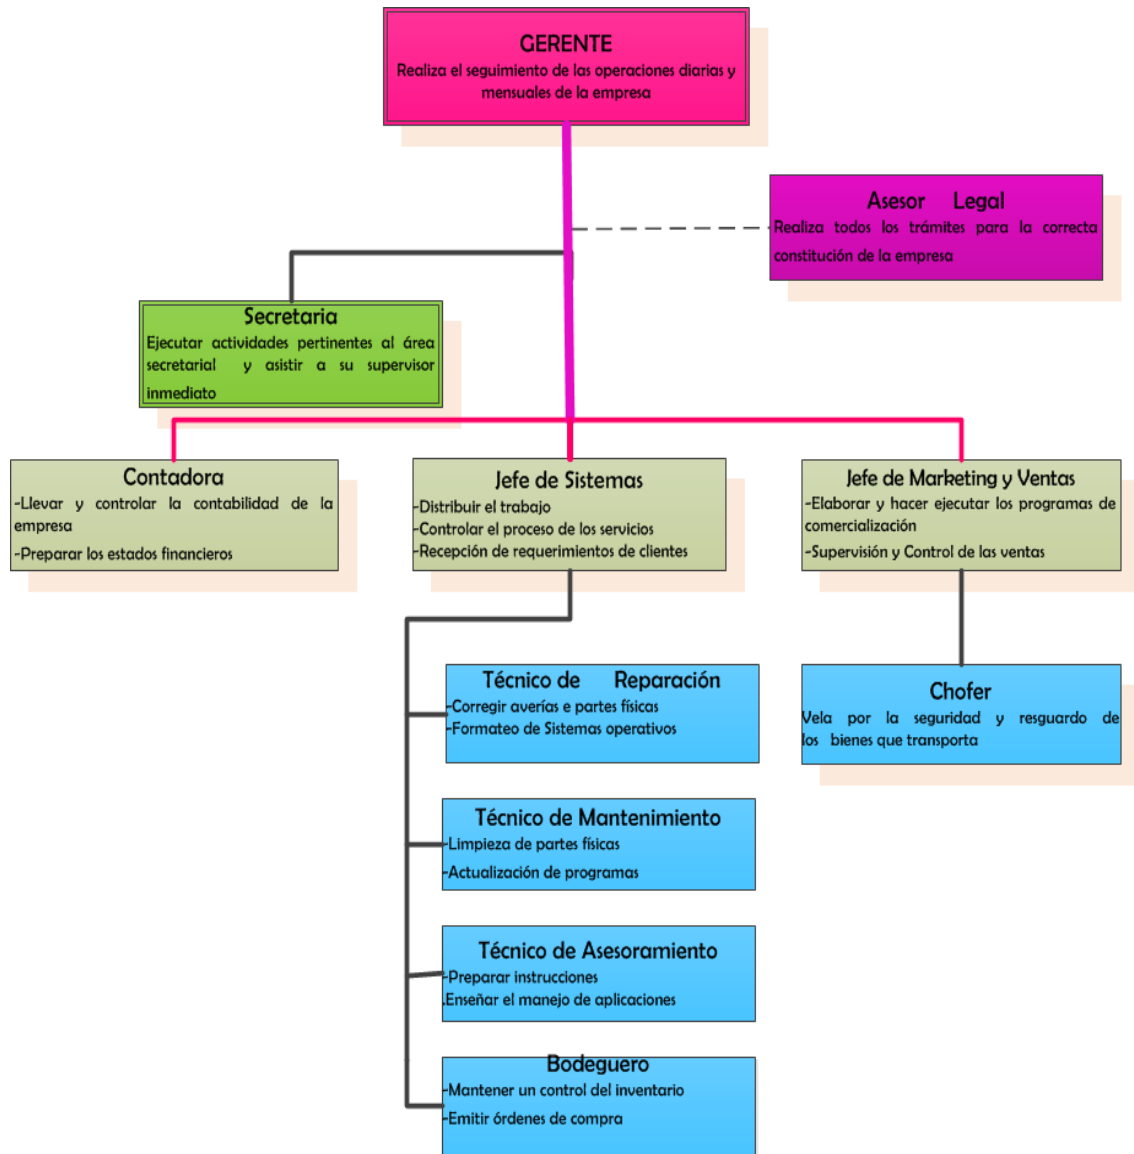 GERENTE
Realiza el seguimiento de las operaciones diarias y
mensuales de la empresa
Asesor Legal
Realiza todos los trámites para la correcta
constitución de la empresa
Secretaria
Ejecutar actividades pertinentes al área
secretarial y asistir a su supervisor
inmediato
Contadora
-Llevar y controlar la contabilidad de la
empresa
-Preparar los estados financieros
Jefe de Sistemas
-Distribuir el trabajo
-Controlar el proceso de los servicios
-Recepción de requerimientos de clientes
Jefe de Marketing y Ventas
-Elaborar y hacer ejecutar los programas de
comercialización
-Supervisión y Control de las ventas
Técnico de Reparación
-Corregir averías e partes físicas
-Formateo de Sistemas operativos
Chofer
Vela por la seguridad y resguardo de
los bienes que transporta
Técnico de Mantenimiento
-Limpieza de partes físicas
-Actualización de programas
Técnico de Asesoramiento
-Preparar instrucciones
.Enseñar el manejo de aplicaciones
Bodeguero
-Mantener un control del inventario
-Emitir órdenes de compra